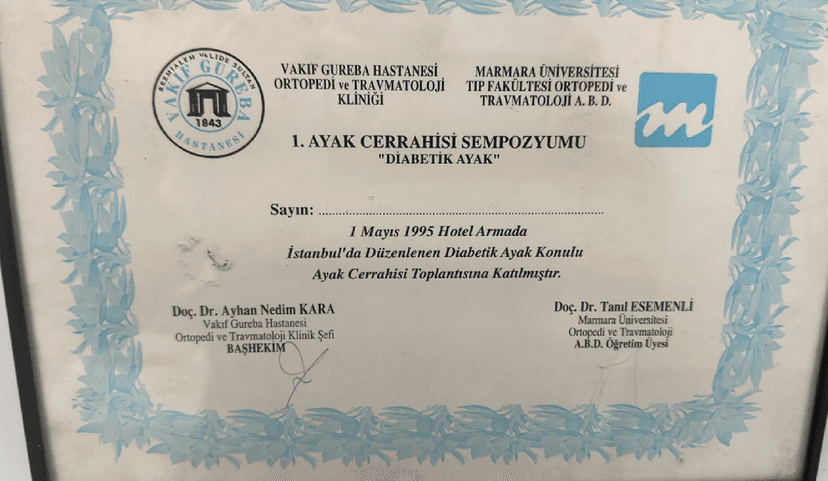 BEZMİALEM VALİDE SULTAN
VAKIF GUREBA
1843
HASTANESİ
VAKIF GUREBA HASTANESİ
ORTOPEDİ ve TRAVMATOLOJİ
KLİNİĞİ
MARMARA ÜNİVERSİTESİ
TIP FAKÜLTESİ ORTOPEDİ ve
TRAVMATOLOJİ A. B. D.
m
1. AYAK CERRAHİSİ SEMPOZYUMU
"DİABETİK AYAK"
Sayın: ..........................................................................
1 Mayıs 1995 Hotel Armada
İstanbul'da Düzenlenen Diabetik Ayak Konulu
Ayak Cerrahisi Toplantısına Katılmıştır.
Doç. Dr. Ayhan Nedim KARA
Vakıf Gureba Hastanesi
Ortopedi ve Travmatoloji Klinik Şefi
BAŞHEKİM
Doç. Dr. Tanıl ESEMENLİ
Marmara Üniversitesi
Ortopedi ve Travmatoloji
A.B.D. Öğretim Üyesi